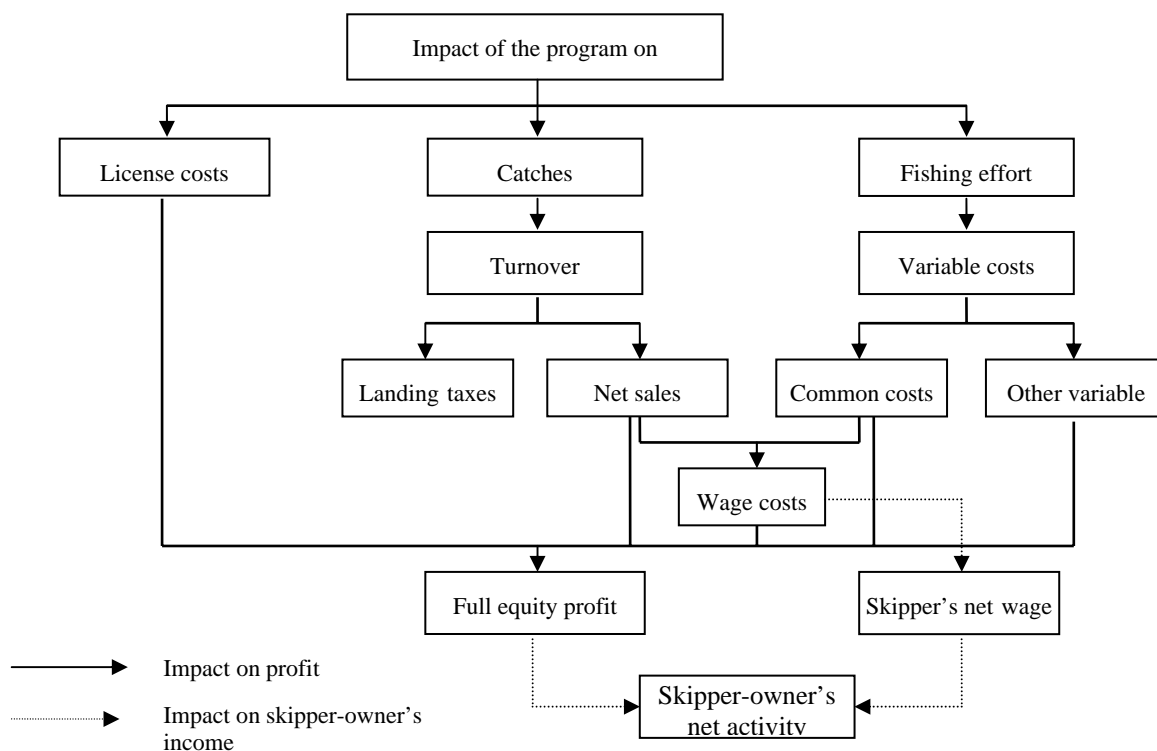 Impact of the program on
License costs
Catches
Fishing effort
Turnover
Variable costs
Landing taxes
Net sales
Common costs
Other variable
Wage costs
Full equity profit
Skipper's net wage
Impact on profit
Skipper-owner's
net activity
Impact on skipper-owner's
income